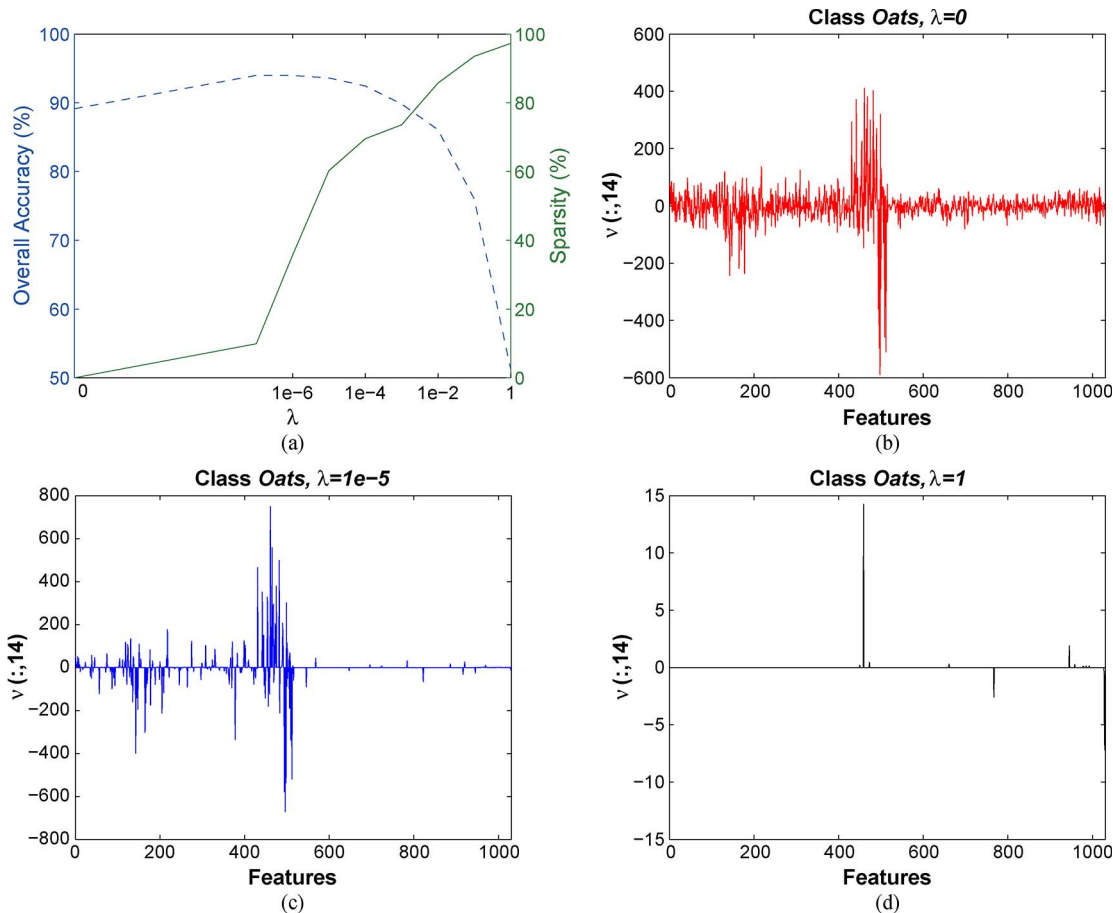 100
90
80
70
60
50
Overall Accuracy (%)
100
80
60
40
20
0
Sparsity (%)
0
1e-6
1e-4
1e-2
1
λ
(a)
Class Oats, λ=0
600
400
200
0
−200
−400
−600
ν (:,14)
0
200
400
600
800
1000
Features
(b)
Class Oats, λ=1e−5
800
600
400
200
0
−200
−400
−600
−800
ν (:,14)
0
200
400
600
800
1000
Features
(c)
Class Oats, λ=1
15
10
5
0
−5
−10
−15
ν (:,14)
0
200
400
600
800
1000
Features
(d)